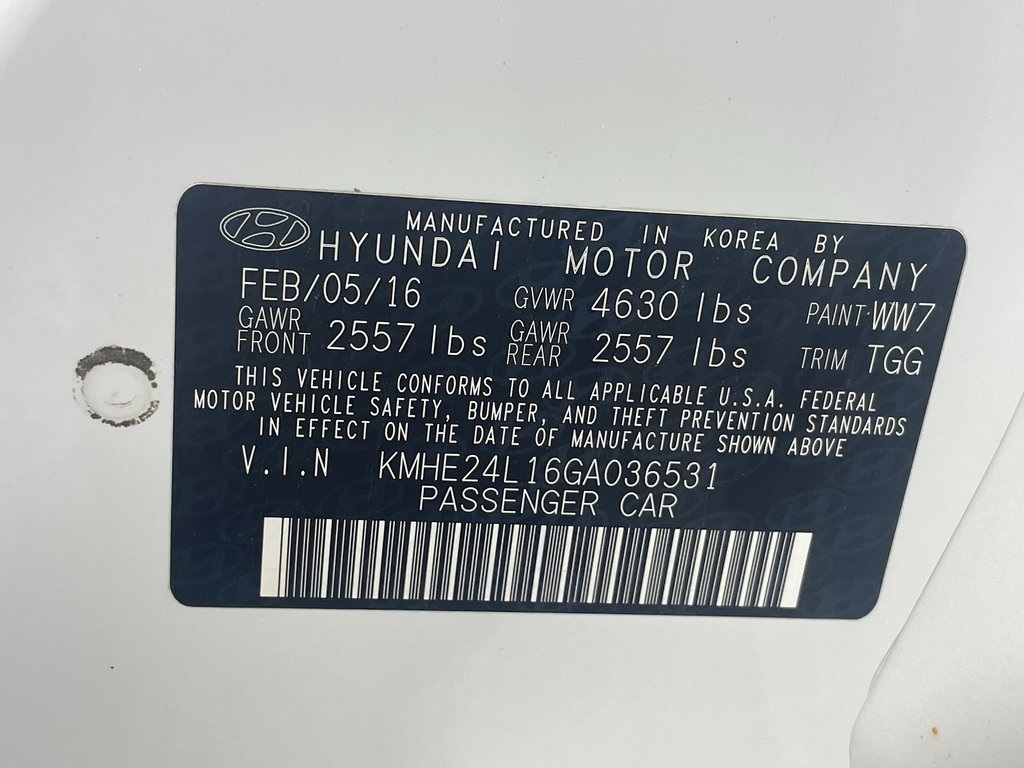 MANUFACTURED IN KOREA BY
HYUNDAI MOTOR COMPANY
FEB/05/16 GVWR 4630 lbs PAINT·WW7
GAWR FRONT 2557 lbs GAWR REAR 2557 lbs TRIM TGG
THIS VEHICLE CONFORMS TO ALL APPLICABLE U.S.A. FEDERAL
MOTOR VEHICLE SAFETY, BUMPER, AND THEFT PREVENTION STANDARDS
IN EFFECT ON THE DATE OF MANUFACTURE SHOWN ABOVE
V.I.N KMHE24L16GA036531
PASSENGER CAR